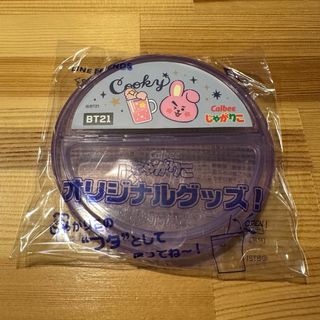 LINE FRIENDS
Cooky
©BT21
BT21
Calbee
じゃがりこ
じゃがりこ
オリジナルグッズ！
じゃがりこの
“フタ”として
使ってね～！
OPEN